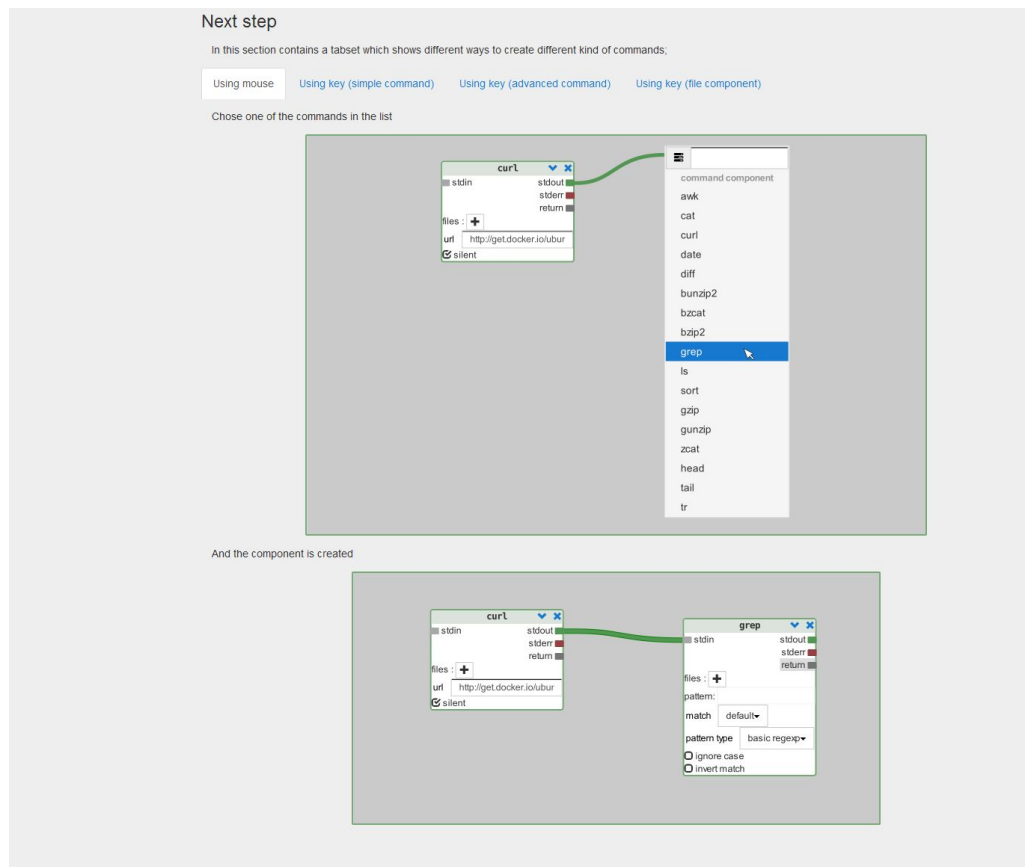 Next step
In this section contains a tabset which shows different ways to create different kind of commands;
Using mouse Using key (simple command) Using key (advanced command) Using key (file component)
Chose one of the commands in the list
curl
stdin stdout
stderr
return
files :
url http://get.docker.io/ubur
silent
command component
awk
cat
curl
date
diff
bunzip2
bzcat
bzip2
grep
ls
sort
gzip
gunzip
zcat
head
tail
tr
And the component is created
curl
stdin stdout
stderr
return
files :
url http://get.docker.io/ubur
silent
grep
stdin stdout
stderr
return
files :
pattern:
match default
pattern type basic regexp
ignore case
invert match